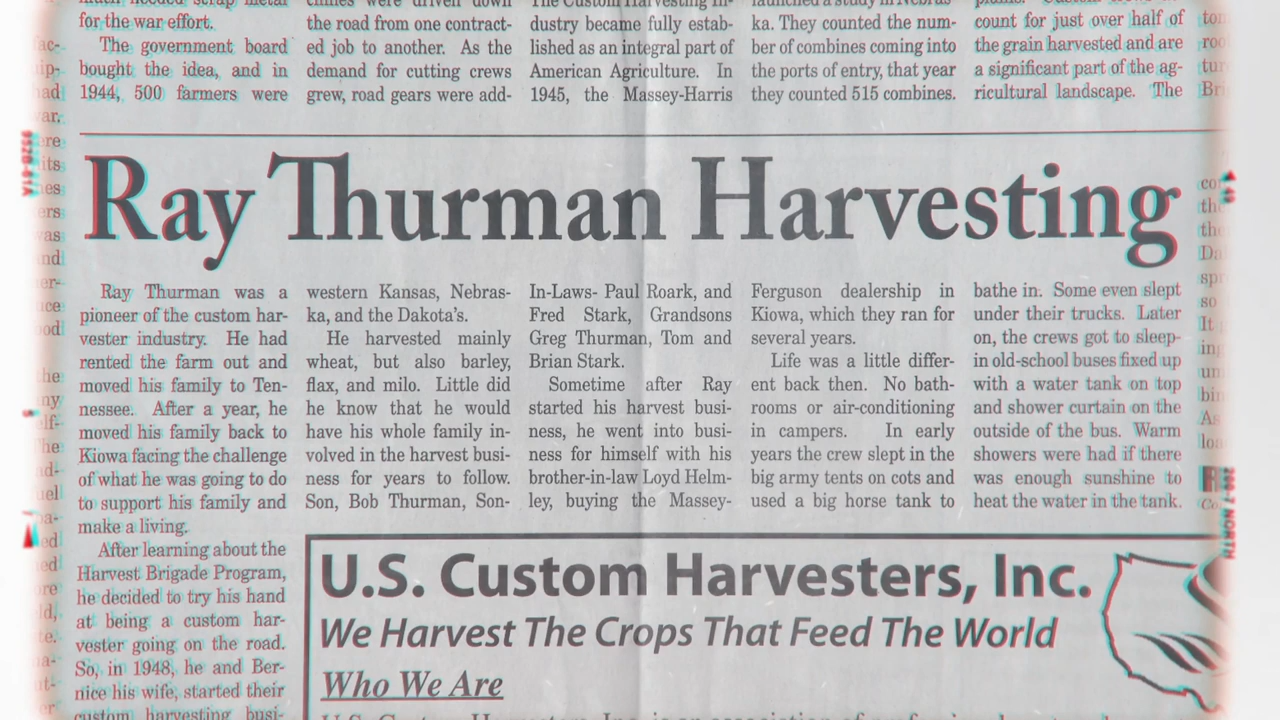 for the war effort.
The government board
bought the idea, and in
1944, 500 farmers were
the road from one contract-
ed job to another. As the
demand for cutting crews
grew, road gears were add-
dustry became fully estab-
lished as an integral part of
American Agriculture. In
1945, the Massey-Harris
ka. They counted the num-
ber of combines coming into
the ports of entry, that year
they counted 515 combines.
count for just over half of
the grain harvested and are
a significant part of the ag-
ricultural landscape. The
Ray Thurman Harvesting
Ray Thurman was a
pioneer of the custom har-
vester industry. He had
rented the farm out and
moved his family to Ten-
nessee. After a year, he
moved his family back to
Kiowa facing the challenge
of what he was going to do
to support his family and
make a living.
After learning about the
Harvest Brigade Program,
he decided to try his hand
at being a custom har-
vester going on the road.
So, in 1948, he and Ber-
nice his wife, started their
custom harvesting busi-
western Kansas, Nebras-
ka, and the Dakota's.
He harvested mainly
wheat, but also barley,
flax, and milo. Little did
he know that he would
have his whole family in-
volved in the harvest busi-
ness for years to follow.
Son, Bob Thurman, Son-
In-Laws- Paul Roark, and
Fred Stark, Grandsons
Greg Thurman, Tom and
Brian Stark.
Sometime after Ray
started his harvest busi-
ness, he went into busi-
ness for himself with his
brother-in-law Loyd Helm-
ley, buying the Massey-
Ferguson dealership in
Kiowa, which they ran for
several years.
Life was a little differ-
ent back then. No bath-
rooms or air-conditioning
in campers. In early
years the crew slept in the
big army tents on cots and
used a big horse tank to
bathe in. Some even slept
under their trucks. Later
on, the crews got to sleep-
in old-school buses fixed up
with a water tank on top
and shower curtain on the
outside of the bus. Warm
showers were had if there
was enough sunshine to
heat the water in the tank.
U.S. Custom Harvesters, Inc.
We Harvest The Crops That Feed The World
Who We Are